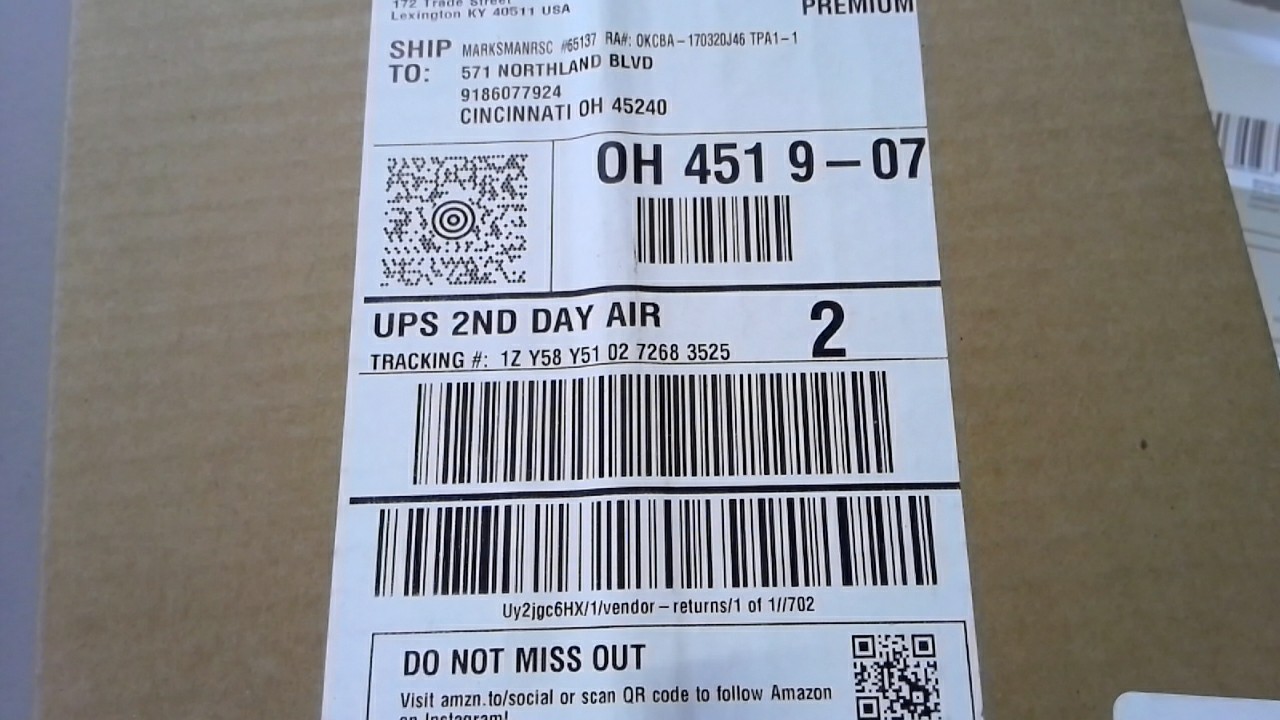 172 Trade Street
Lexington KY 40511 USA
PREMIUM
SHIP TO:
MARKSMANRSC #65137 RA#: OKCBA-170320J46 TPA1-1
571 NORTHLAND BLVD
9186077924
CINCINNATI OH 45240
OH 451 9-07
UPS 2ND DAY AIR
2
TRACKING #: 1Z Y58 Y51 02 7268 3525
Uy2jgc6HX/1/vendor-returns/1 of 1//702
DO NOT MISS OUT
Visit amzn.to/social or scan QR code to follow Amazon
on Instagram!